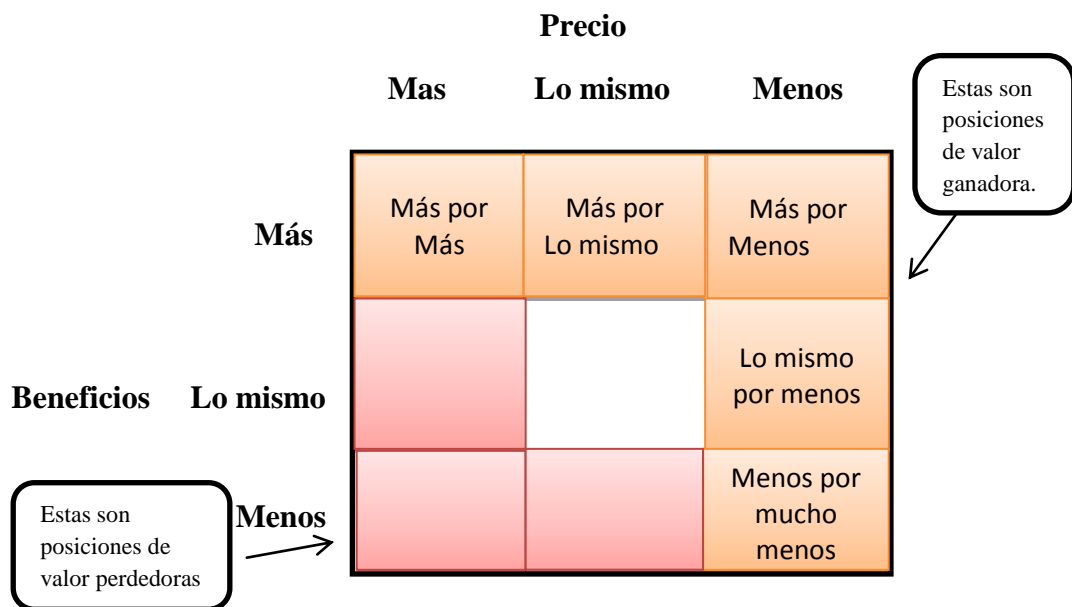 Precio
Mas Lo mismo Menos
Estas son
posiciones
de valor
ganadora.
Más
Más por
Más
Más por
Lo mismo
Más por
Menos
Beneficios Lo mismo
Lo mismo
por menos
Menos
Menos por
mucho
menos
Estas son
posiciones de
valor perdedoras